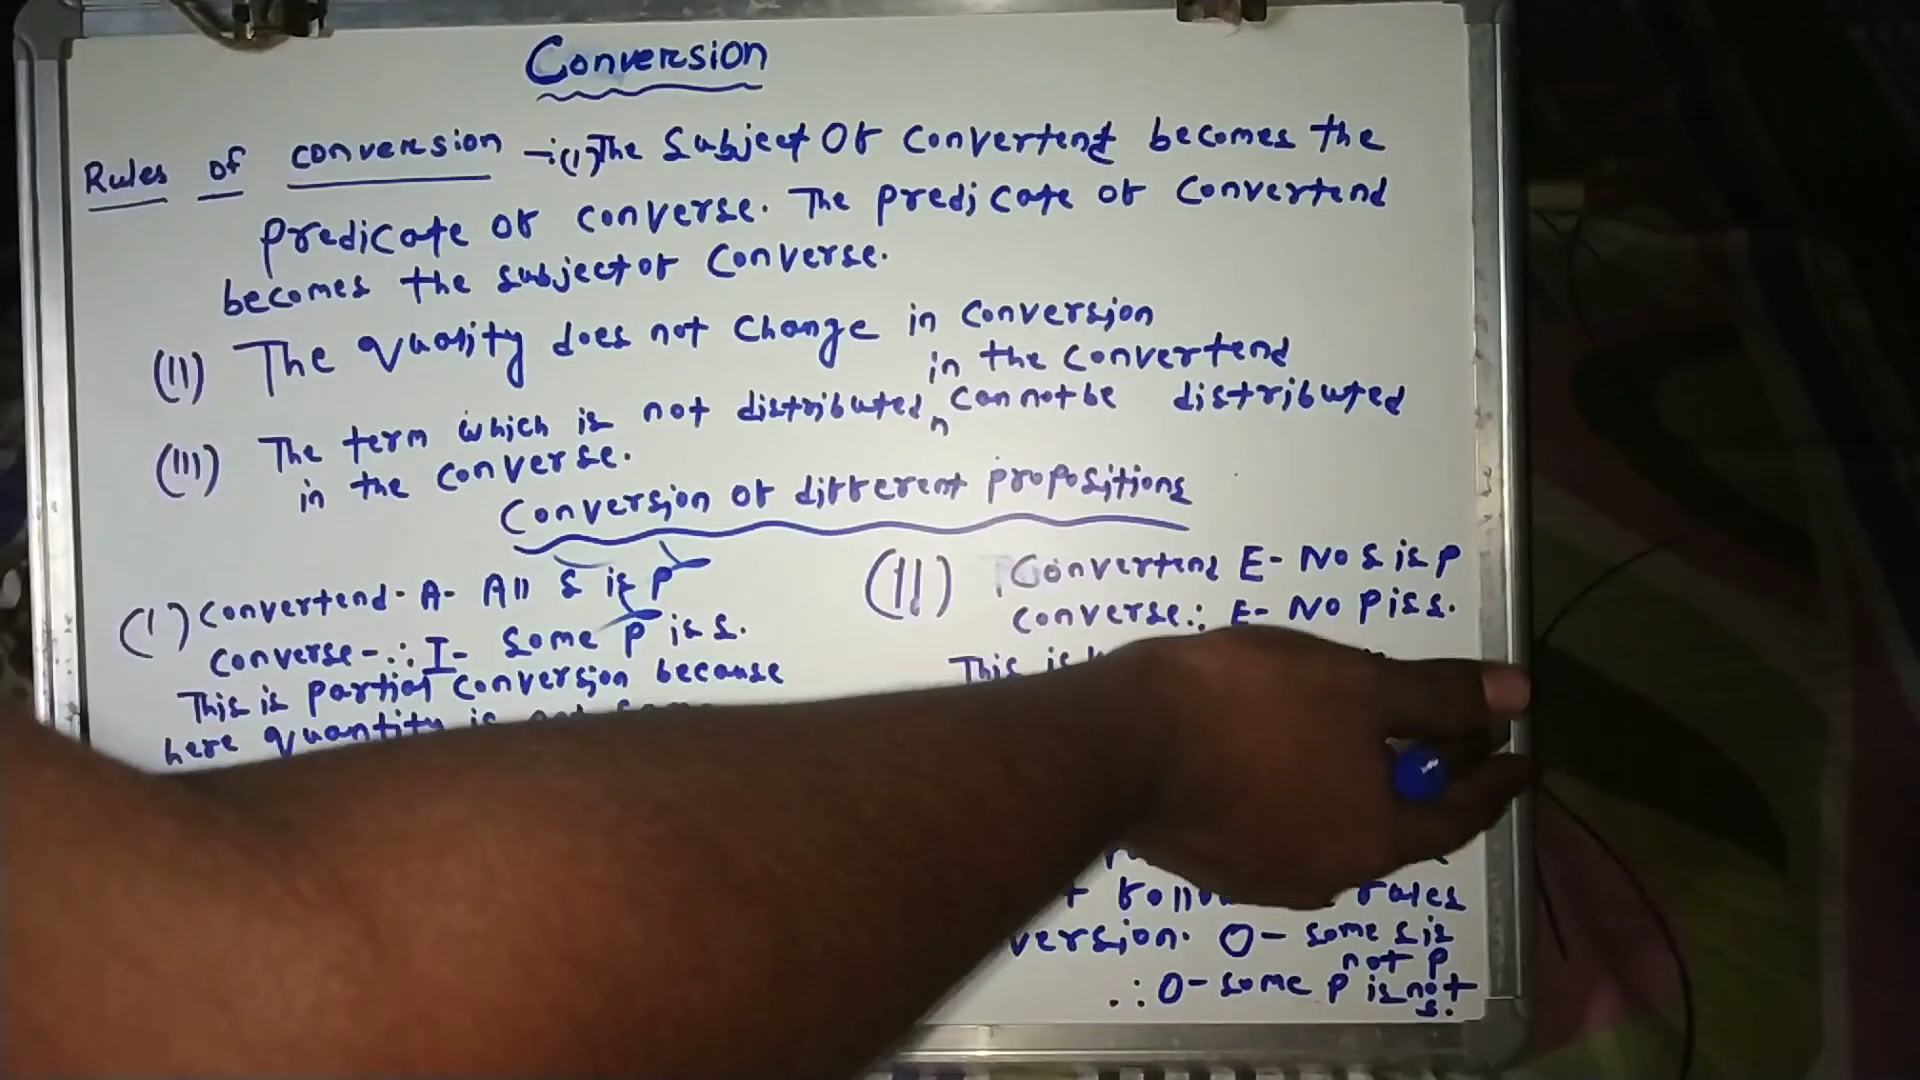 Conversion
Rules of conversion - :(1) The Subject Of Convertend becomes the
predicate of converse. The predicate of Convertend
becomes the subject of Converse.
(II) The quality does not change in conversion
in the convertend
(III) The term which is not distributed cannot be distributed
in the converse.
Conversion of different propositions
(I) Convertend - A - All S is P
Converse - ∴ I - Some P is S.
This is partial conversion because
here quantity is not same
(II) Convertend E - No S is P
Converse ∴ E - No P is S.
This is
rules
version. O - some S is
not P
∴ O - some P is not
S.